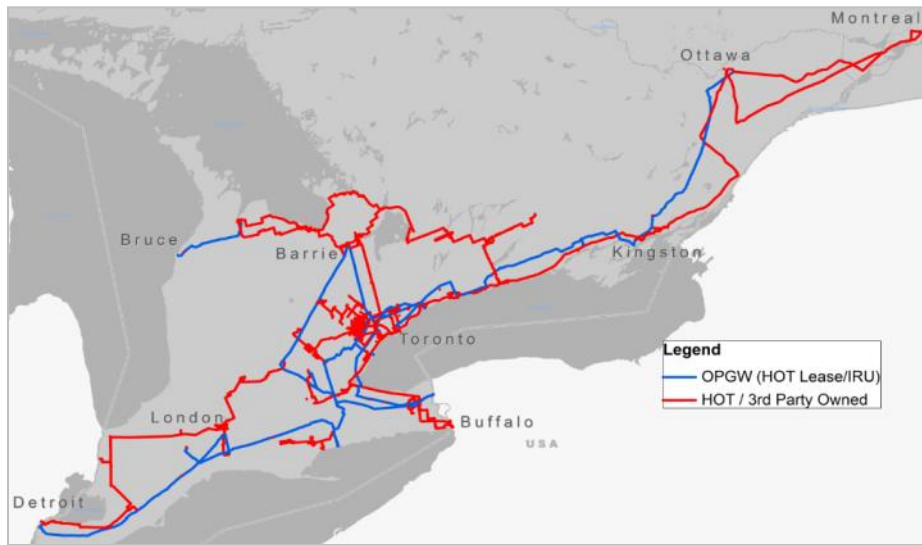 Montreal
Ottawa
Bruce
Barrie
Kingston
Toronto
Legend
OPGW (HOT Lease/IRU)
HOT / 3rd Party Owned
London
Buffalo
USA
Detroit